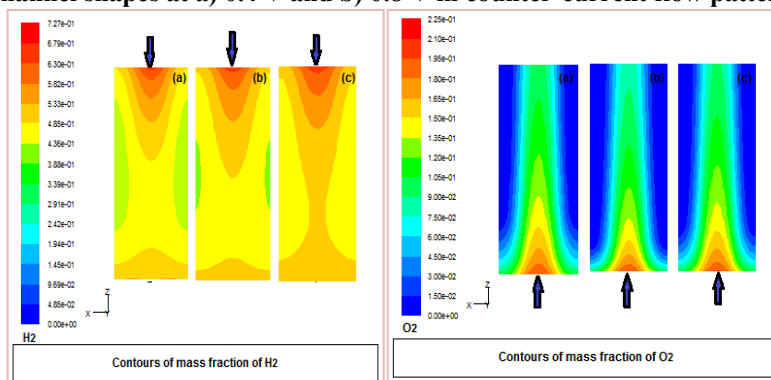 hannel shapes at a) 0.4 V and b) 0.8 V in counter-current flow patte
7.27e-01
6.79e-01
6.30e-01
5.82e-01
5.33e-01
4.85e-01
4.36e-01
3.88e-01
3.39e-01
2.91e-01
2.42e-01
1.94e-01
1.45e-01
9.69e-02
4.85e-02
0.00e+00
(a) (b) (c)
Z
X Y
H2
Contours of mass fraction of H2
2.25e-01
2.10e-01
1.95e-01
1.80e-01
1.65e-01
1.50e-01
1.35e-01
1.20e-01
1.05e-01
9.00e-02
7.50e-02
6.00e-02
4.50e-02
3.00e-02
1.50e-02
0.00e+00
(a) (b) (c)
Z
X Y
O2
Contours of mass fraction of O2